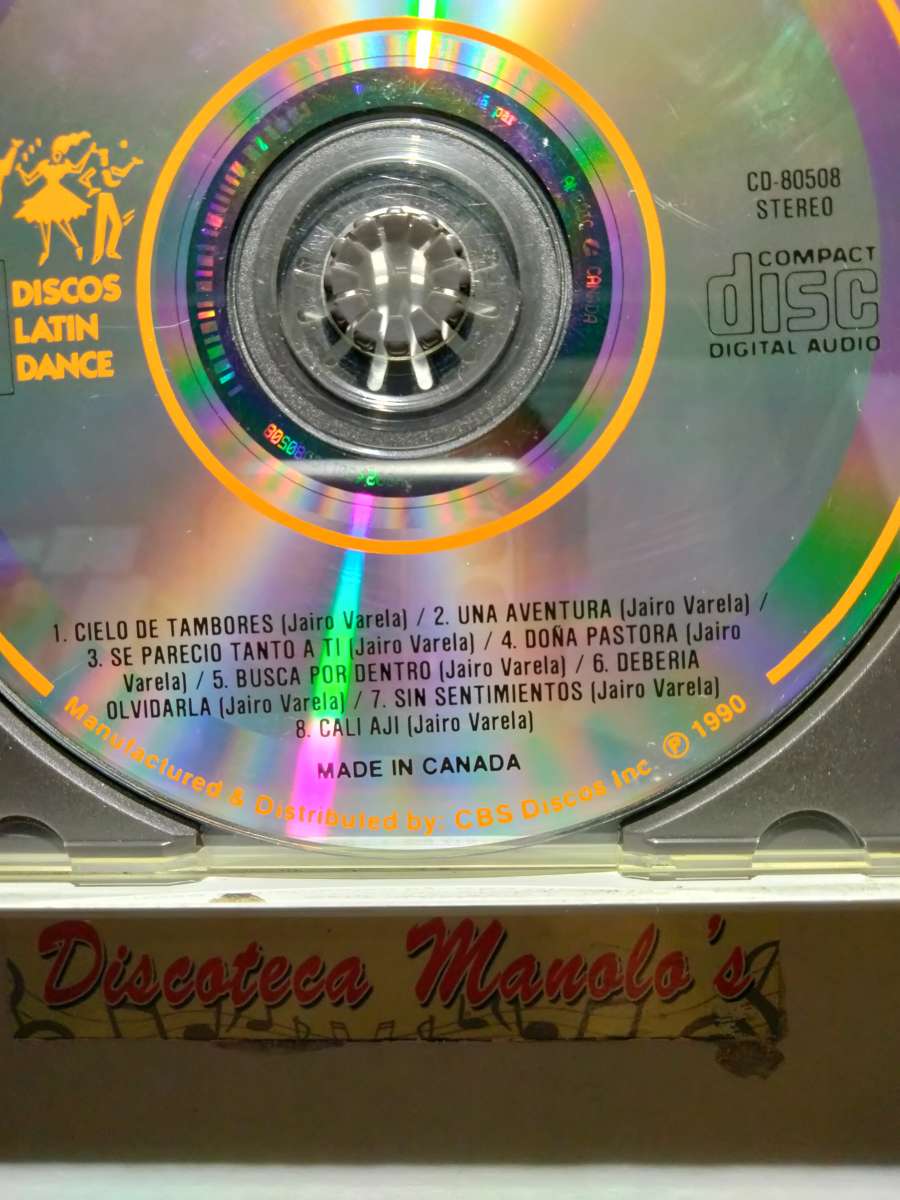 DISCOS
LATIN
DANCE
CD-80508
STEREO
COMPACT
disc
DIGITAL AUDIO
CANADA
80508
1. CIELO DE TAMBORES (Jairo Varela) / 2. UNA AVENTURA (Jairo Varela) /
3. SE PARECIO TANTO A TI (Jairo Varela) / 4. DOÑA PASTORA (Jairo
Varela) / 5. BUSCA POR DENTRO (Jairo Varela) / 6. DEBERIA
OLVIDARLA (Jairo Varela) / 7. SIN SENTIMIENTOS (Jairo Varela)
8. CALI AJI (Jairo Varela)
MADE IN CANADA
Manufactured & Distributed by: CBS Discos Inc. ℗ 1990
Discoteca Manolo's